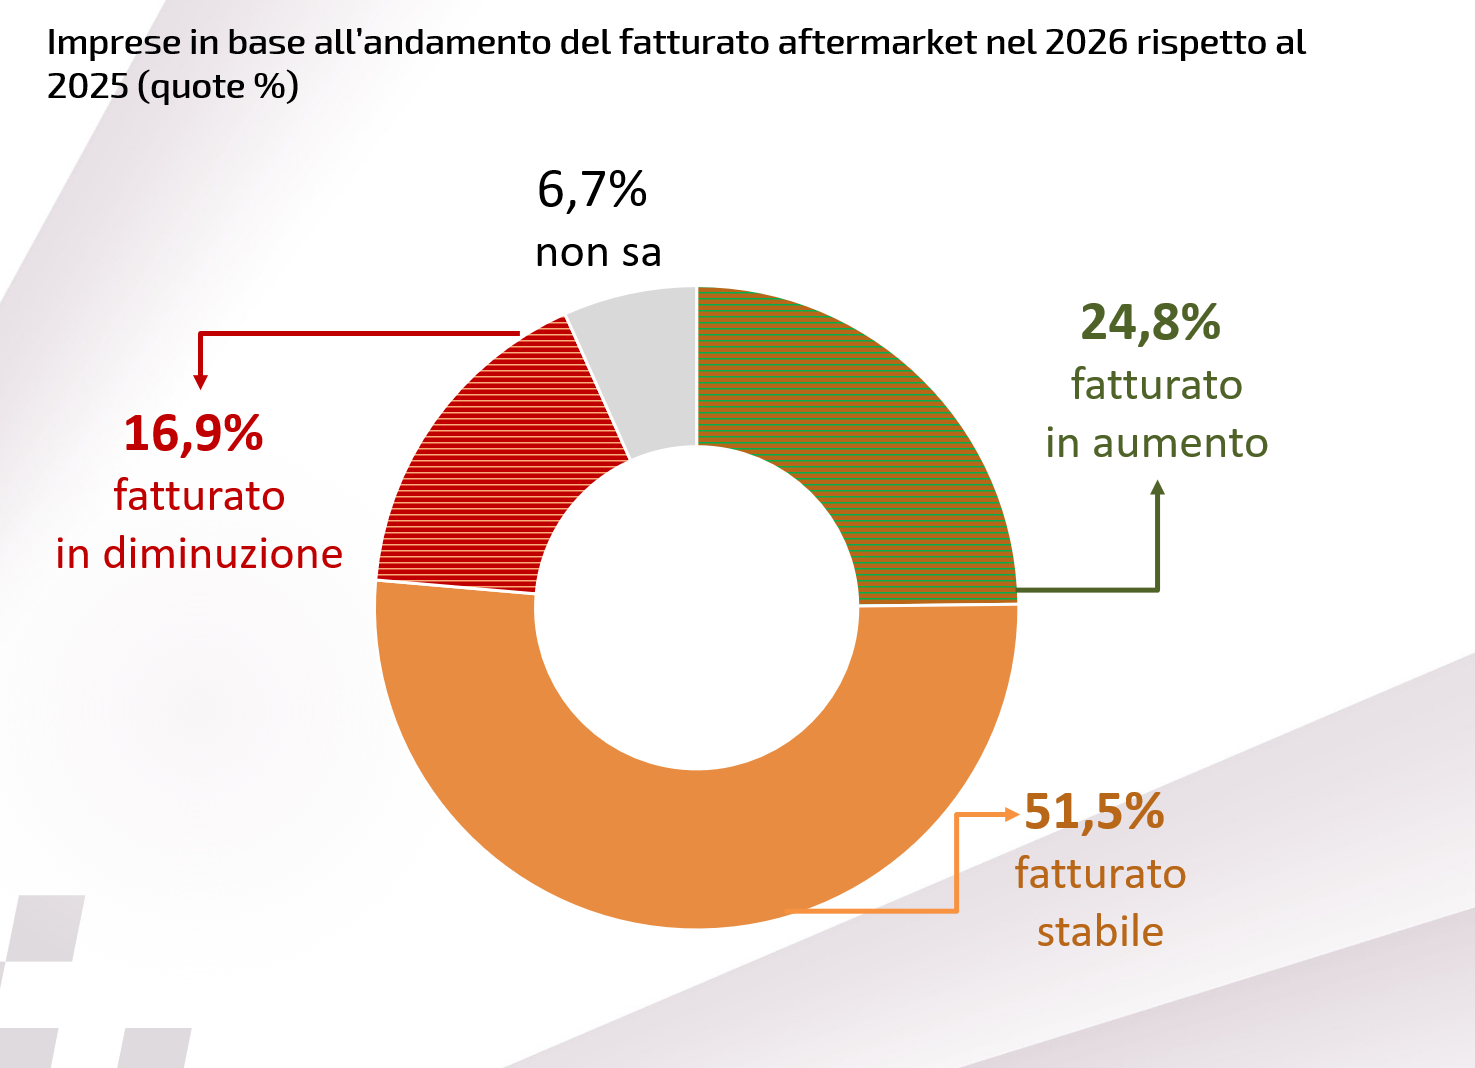 Imprese in base all’andamento del fatturato aftermarket nel 2026 rispetto al
2025 (quote %)
6,7%
non sa
24,8%
fatturato
in aumento
16,9%
fatturato
in diminuzione
51,5%
fatturato
stabile